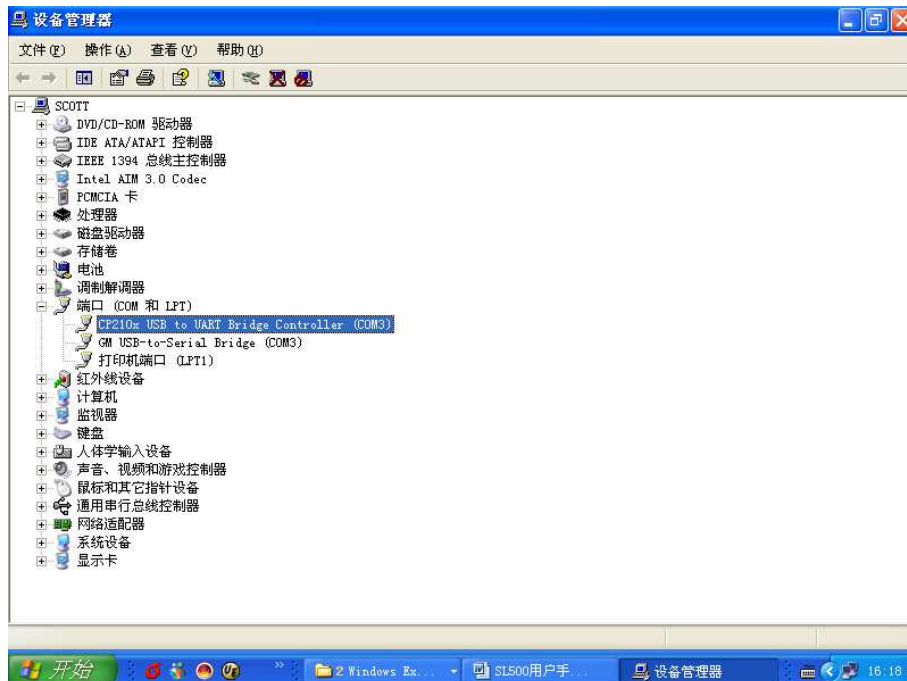 设备管理器
文件(F) 操作(A) 查看(V) 帮助(H)
SCOTT
DVD/CD-ROM 驱动器
IDE ATA/ATAPI 控制器
IEEE 1394 总线主控制器
Intel AIM 3.0 Codec
PCMCIA 卡
处理器
磁盘驱动器
存储卷
电池
调制解调器
端口 (COM 和 LPT)
CP210x USB to UART Bridge Controller (COM3)
GM USB-to-Serial Bridge (COM3)
打印机端口 (LPT1)
红外线设备
计算机
监视器
键盘
人体学输入设备
声音、视频和游戏控制器
鼠标和其它指针设备
通用串行总线控制器
网络适配器
系统设备
显示卡
开始 2 Windows Ex... SL500用户手... 设备管理器 16:18